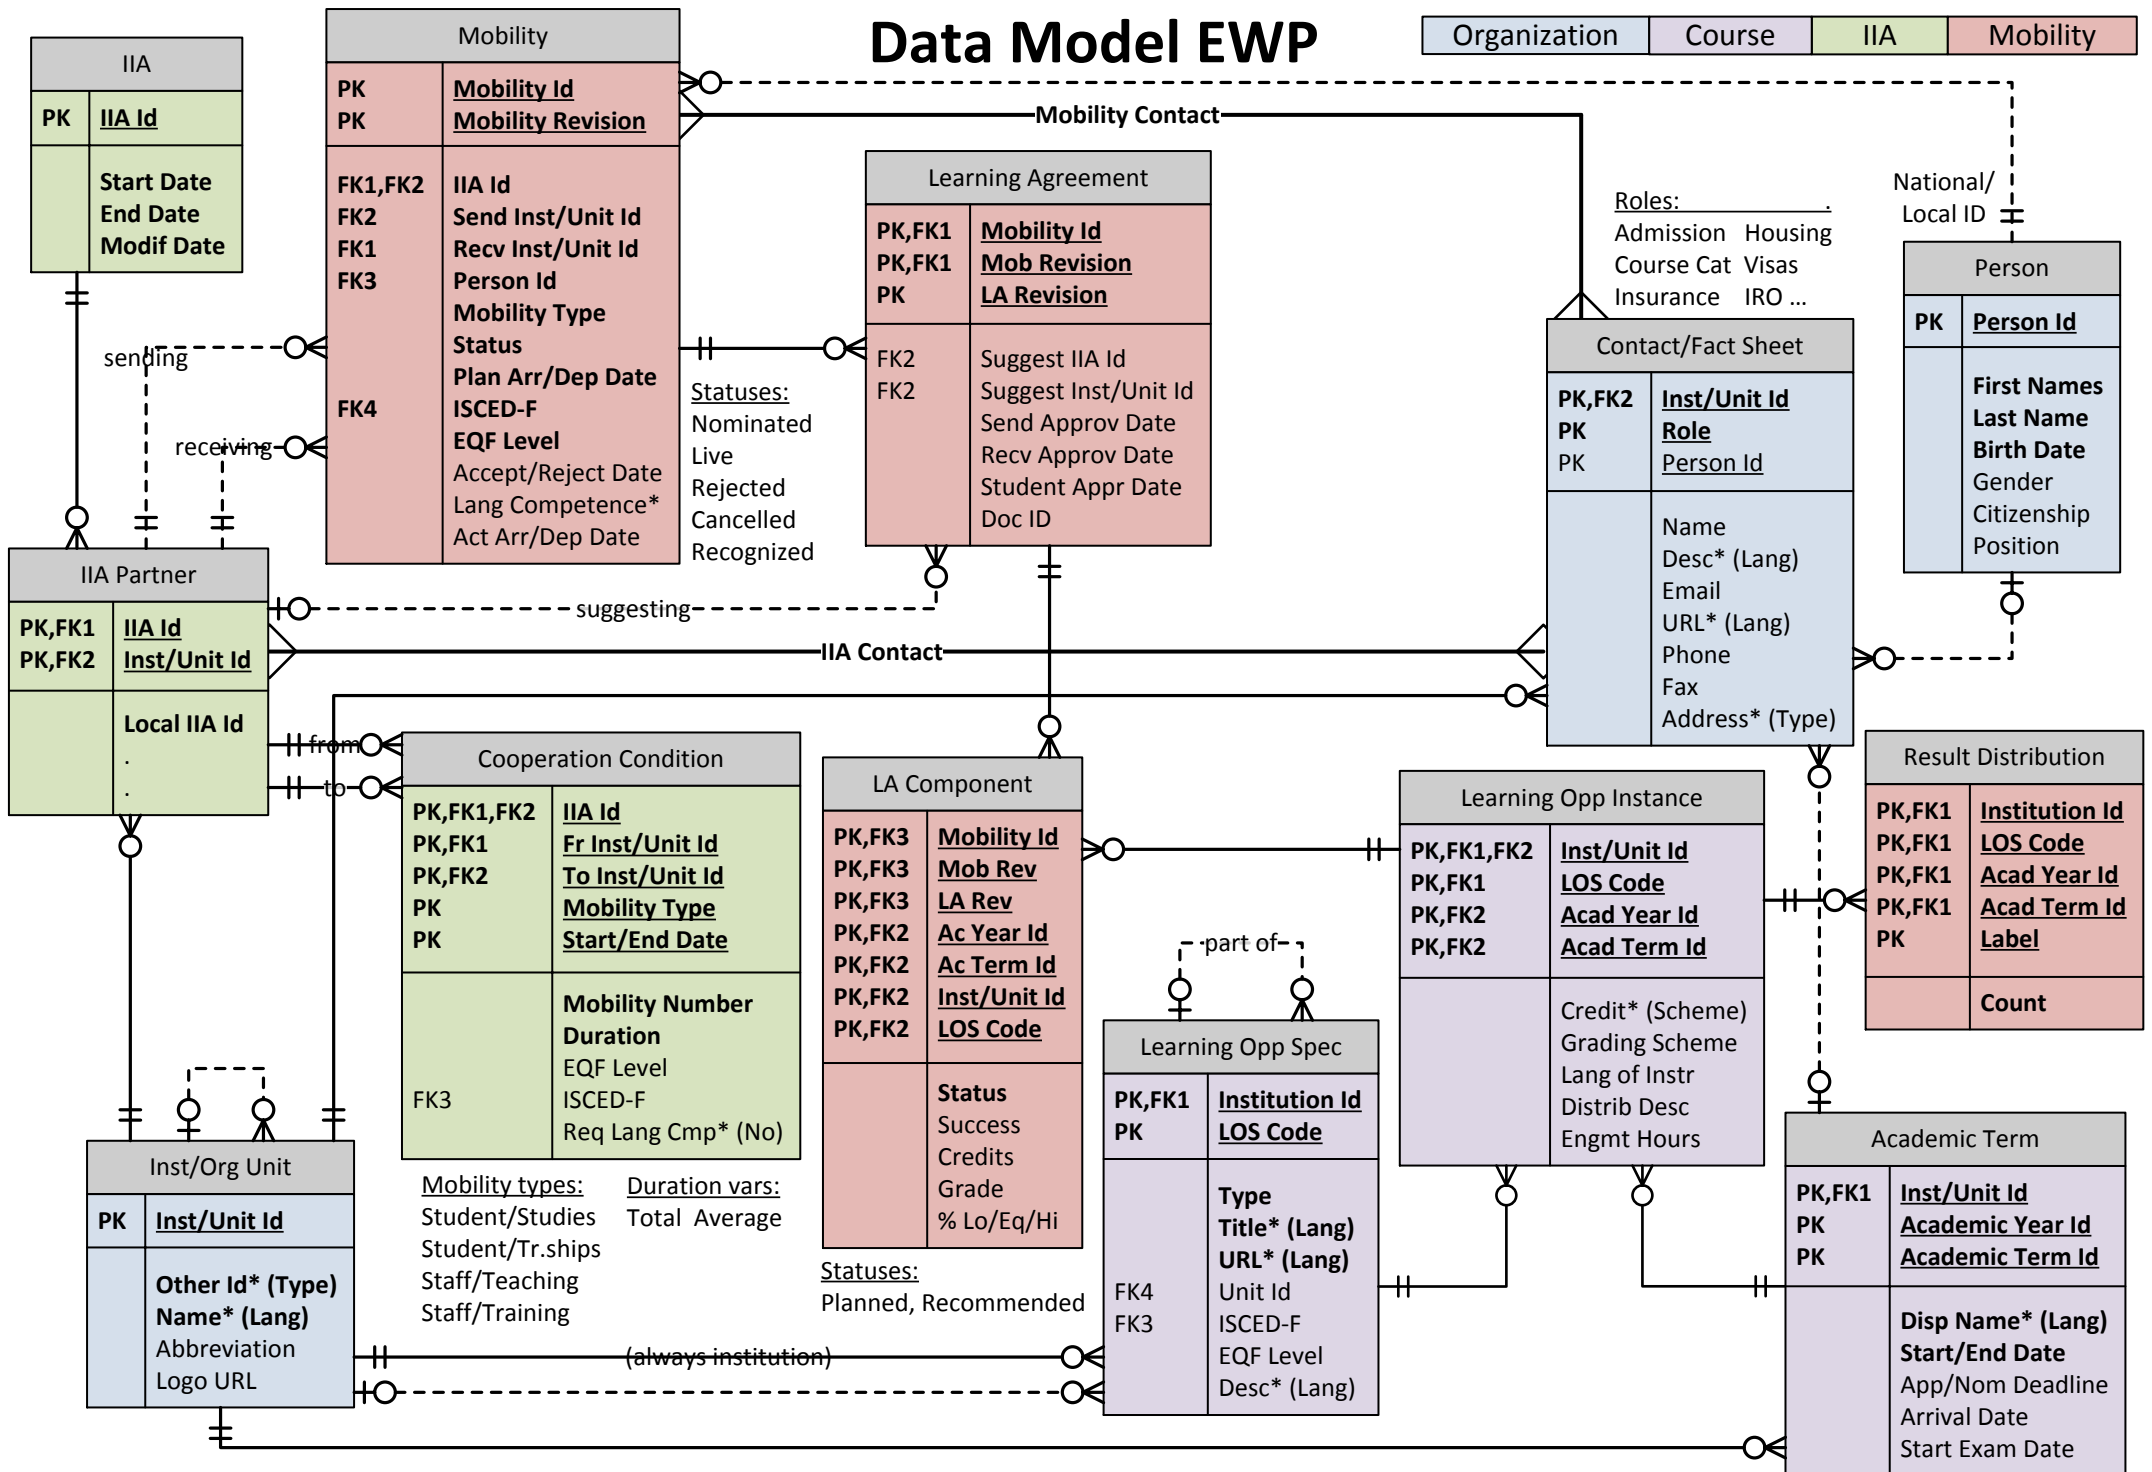 Data Model EWP
Organization Course IIA Mobility
IIA
PK IIA Id
Start Date
End Date
Modif Date
Mobility
PK Mobility Id
PK Mobility Revision
FK1,FK2 IIA Id
FK2 Send Inst/Unit Id
FK1 Recv Inst/Unit Id
FK3 Person Id
Mobility Type
Status
Plan Arr/Dep Date
FK4 ISCED-F
EQF Level
Accept/Reject Date
Lang Competence*
Act Arr/Dep Date
Mobility Contact
Learning Agreement
PK,FK1 Mobility Id
PK,FK1 Mob Revision
PK LA Revision
FK2 Suggest IIA Id
FK2 Suggest Inst/Unit Id
Send Approv Date
Recv Approv Date
Student Appr Date
Doc ID
Statuses:
Nominated
Live
Rejected
Cancelled
Recognized
Roles: .
Admission Housing
Course Cat Visas
Insurance IRO ...
National/
Local ID
Person
PK Person Id
First Names
Last Name
Birth Date
Gender
Citizenship
Position
Contact/Fact Sheet
PK,FK2 Inst/Unit Id
PK Role
PK Person Id
Name
Desc* (Lang)
Email
URL* (Lang)
Phone
Fax
Address* (Type)
sending
receiving
IIA Partner
PK,FK1 IIA Id
PK,FK2 Inst/Unit Id
Local IIA Id
.
.
suggesting
IIA Contact
from
to
Cooperation Condition
PK,FK1,FK2 IIA Id
PK,FK1 Fr Inst/Unit Id
PK,FK2 To Inst/Unit Id
PK Mobility Type
PK Start/End Date
Mobility Number
Duration
EQF Level
FK3 ISCED-F
Req Lang Cmp* (No)
Mobility types:
Student/Studies
Student/Tr.ships
Staff/Teaching
Staff/Training
Duration vars:
Total Average
LA Component
PK,FK3 Mobility Id
PK,FK3 Mob Rev
PK,FK3 LA Rev
PK,FK2 Ac Year Id
PK,FK2 Ac Term Id
PK,FK2 Inst/Unit Id
PK,FK2 LOS Code
Status
Success
Credits
Grade
% Lo/Eq/Hi
Statuses:
Planned, Recommended
Learning Opp Instance
PK,FK1,FK2 Inst/Unit Id
PK,FK1 LOS Code
PK,FK2 Acad Year Id
PK,FK2 Acad Term Id
Credit* (Scheme)
Grading Scheme
Lang of Instr
Distrib Desc
Engmt Hours
Result Distribution
PK,FK1 Institution Id
PK,FK1 LOS Code
PK,FK1 Acad Year Id
PK,FK1 Acad Term Id
PK Label
Count
part of
Learning Opp Spec
PK,FK1 Institution Id
PK LOS Code
Type
Title* (Lang)
URL* (Lang)
FK4 Unit Id
FK3 ISCED-F
EQF Level
Desc* (Lang)
Inst/Org Unit
PK Inst/Unit Id
Other Id* (Type)
Name* (Lang)
Abbreviation
Logo URL
(always institution)
Academic Term
PK,FK1 Inst/Unit Id
PK Academic Year Id
PK Academic Term Id
Disp Name* (Lang)
Start/End Date
App/Nom Deadline
Arrival Date
Start Exam Date